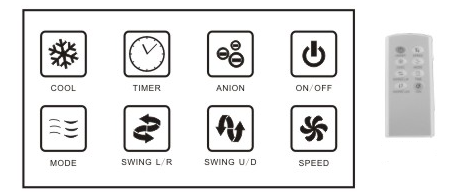 COOL TIMER ANION ON/OFF
MODE SWING L/R SWING U/D SPEED